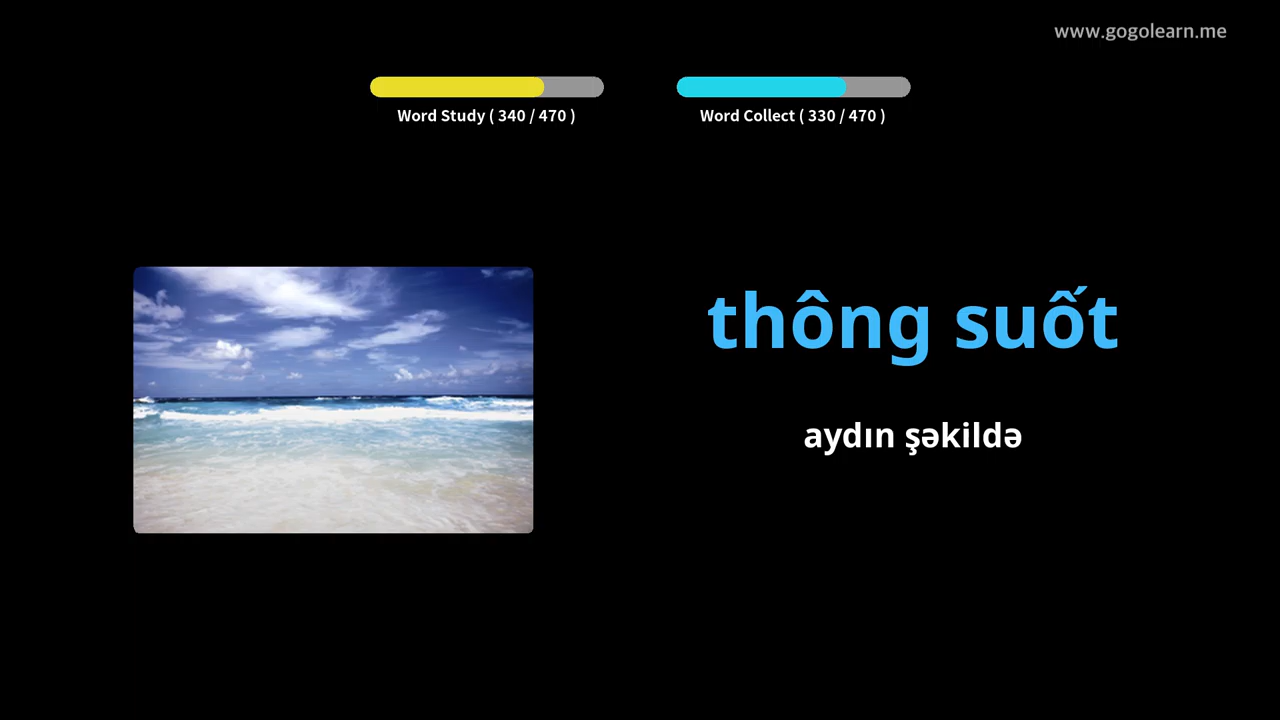 www.gogolearn.me
Word Study ( 340 / 470 )
Word Collect ( 330 / 470 )
thông suốt
aydın şəkildə